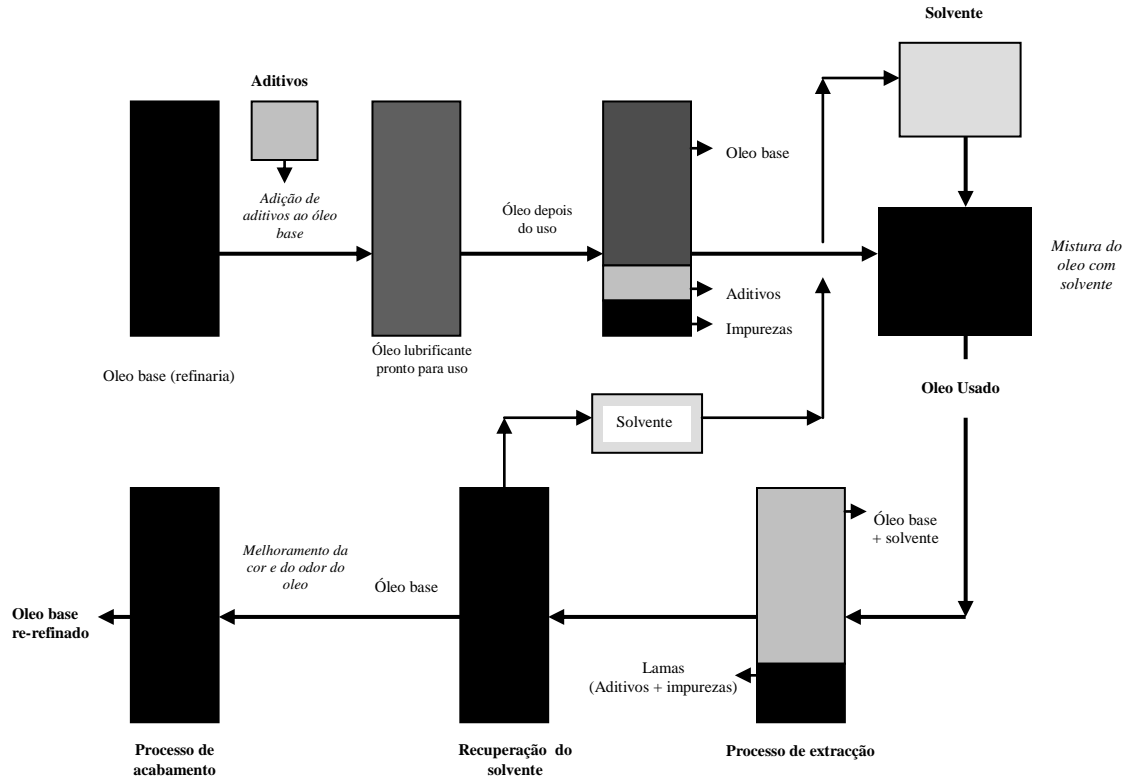 Solvente
Aditivos
Oleo base
Adição de
aditivos ao óleo
base
Óleo depois
do uso
Mistura do
oleo com
solvente
Aditivos
Impurezas
Óleo lubrificante
pronto para uso
Oleo base (refinaria)
Oleo Usado
Solvente
Óleo base
+ solvente
Melhoramento da
cor e do odor do
oleo
Óleo base
Oleo base
re-refinado
Lamas
(Aditivos + impurezas)
Processo de
acabamento
Recuperação do
solvente
Processo de extracção